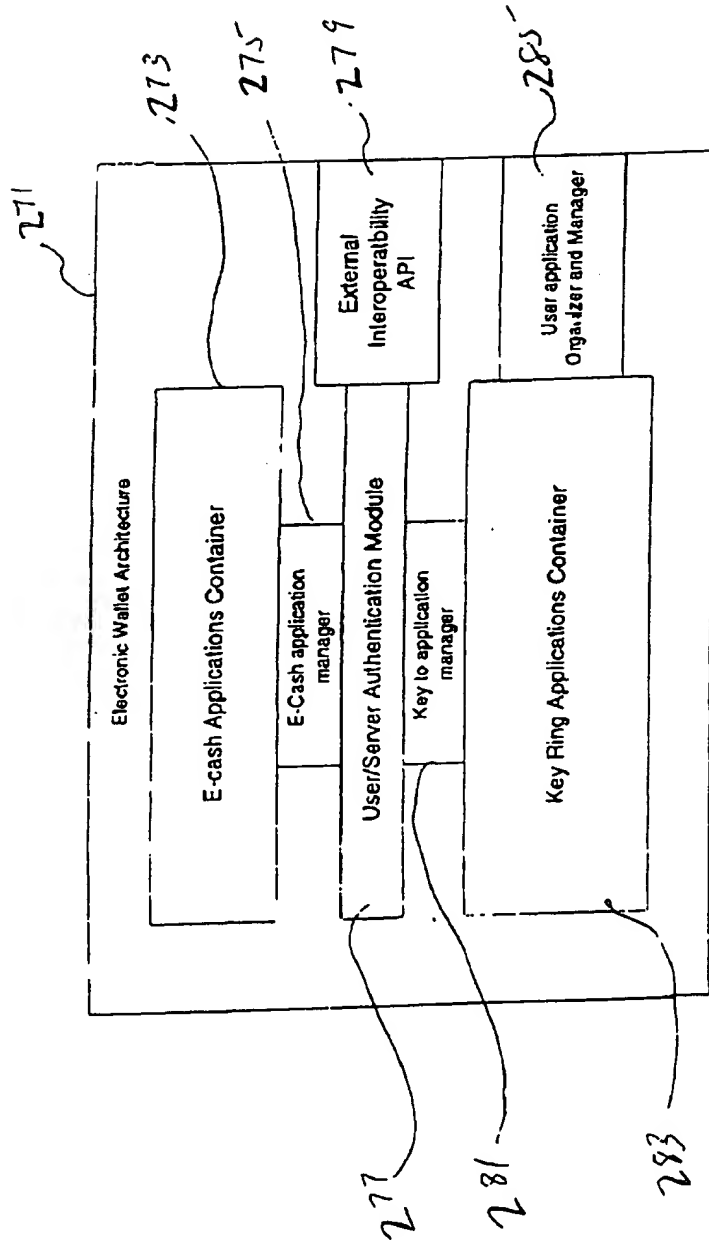 271
273
275
279
285
Electronic Wallet Architecture
E-cash Applications Container
E-Cash application
manager
User/Server Authentication Module
External
Interoperatbility
API
Key to application
manager
Key Ring Applications Container
User application
Organizer and Manager
277
281
283